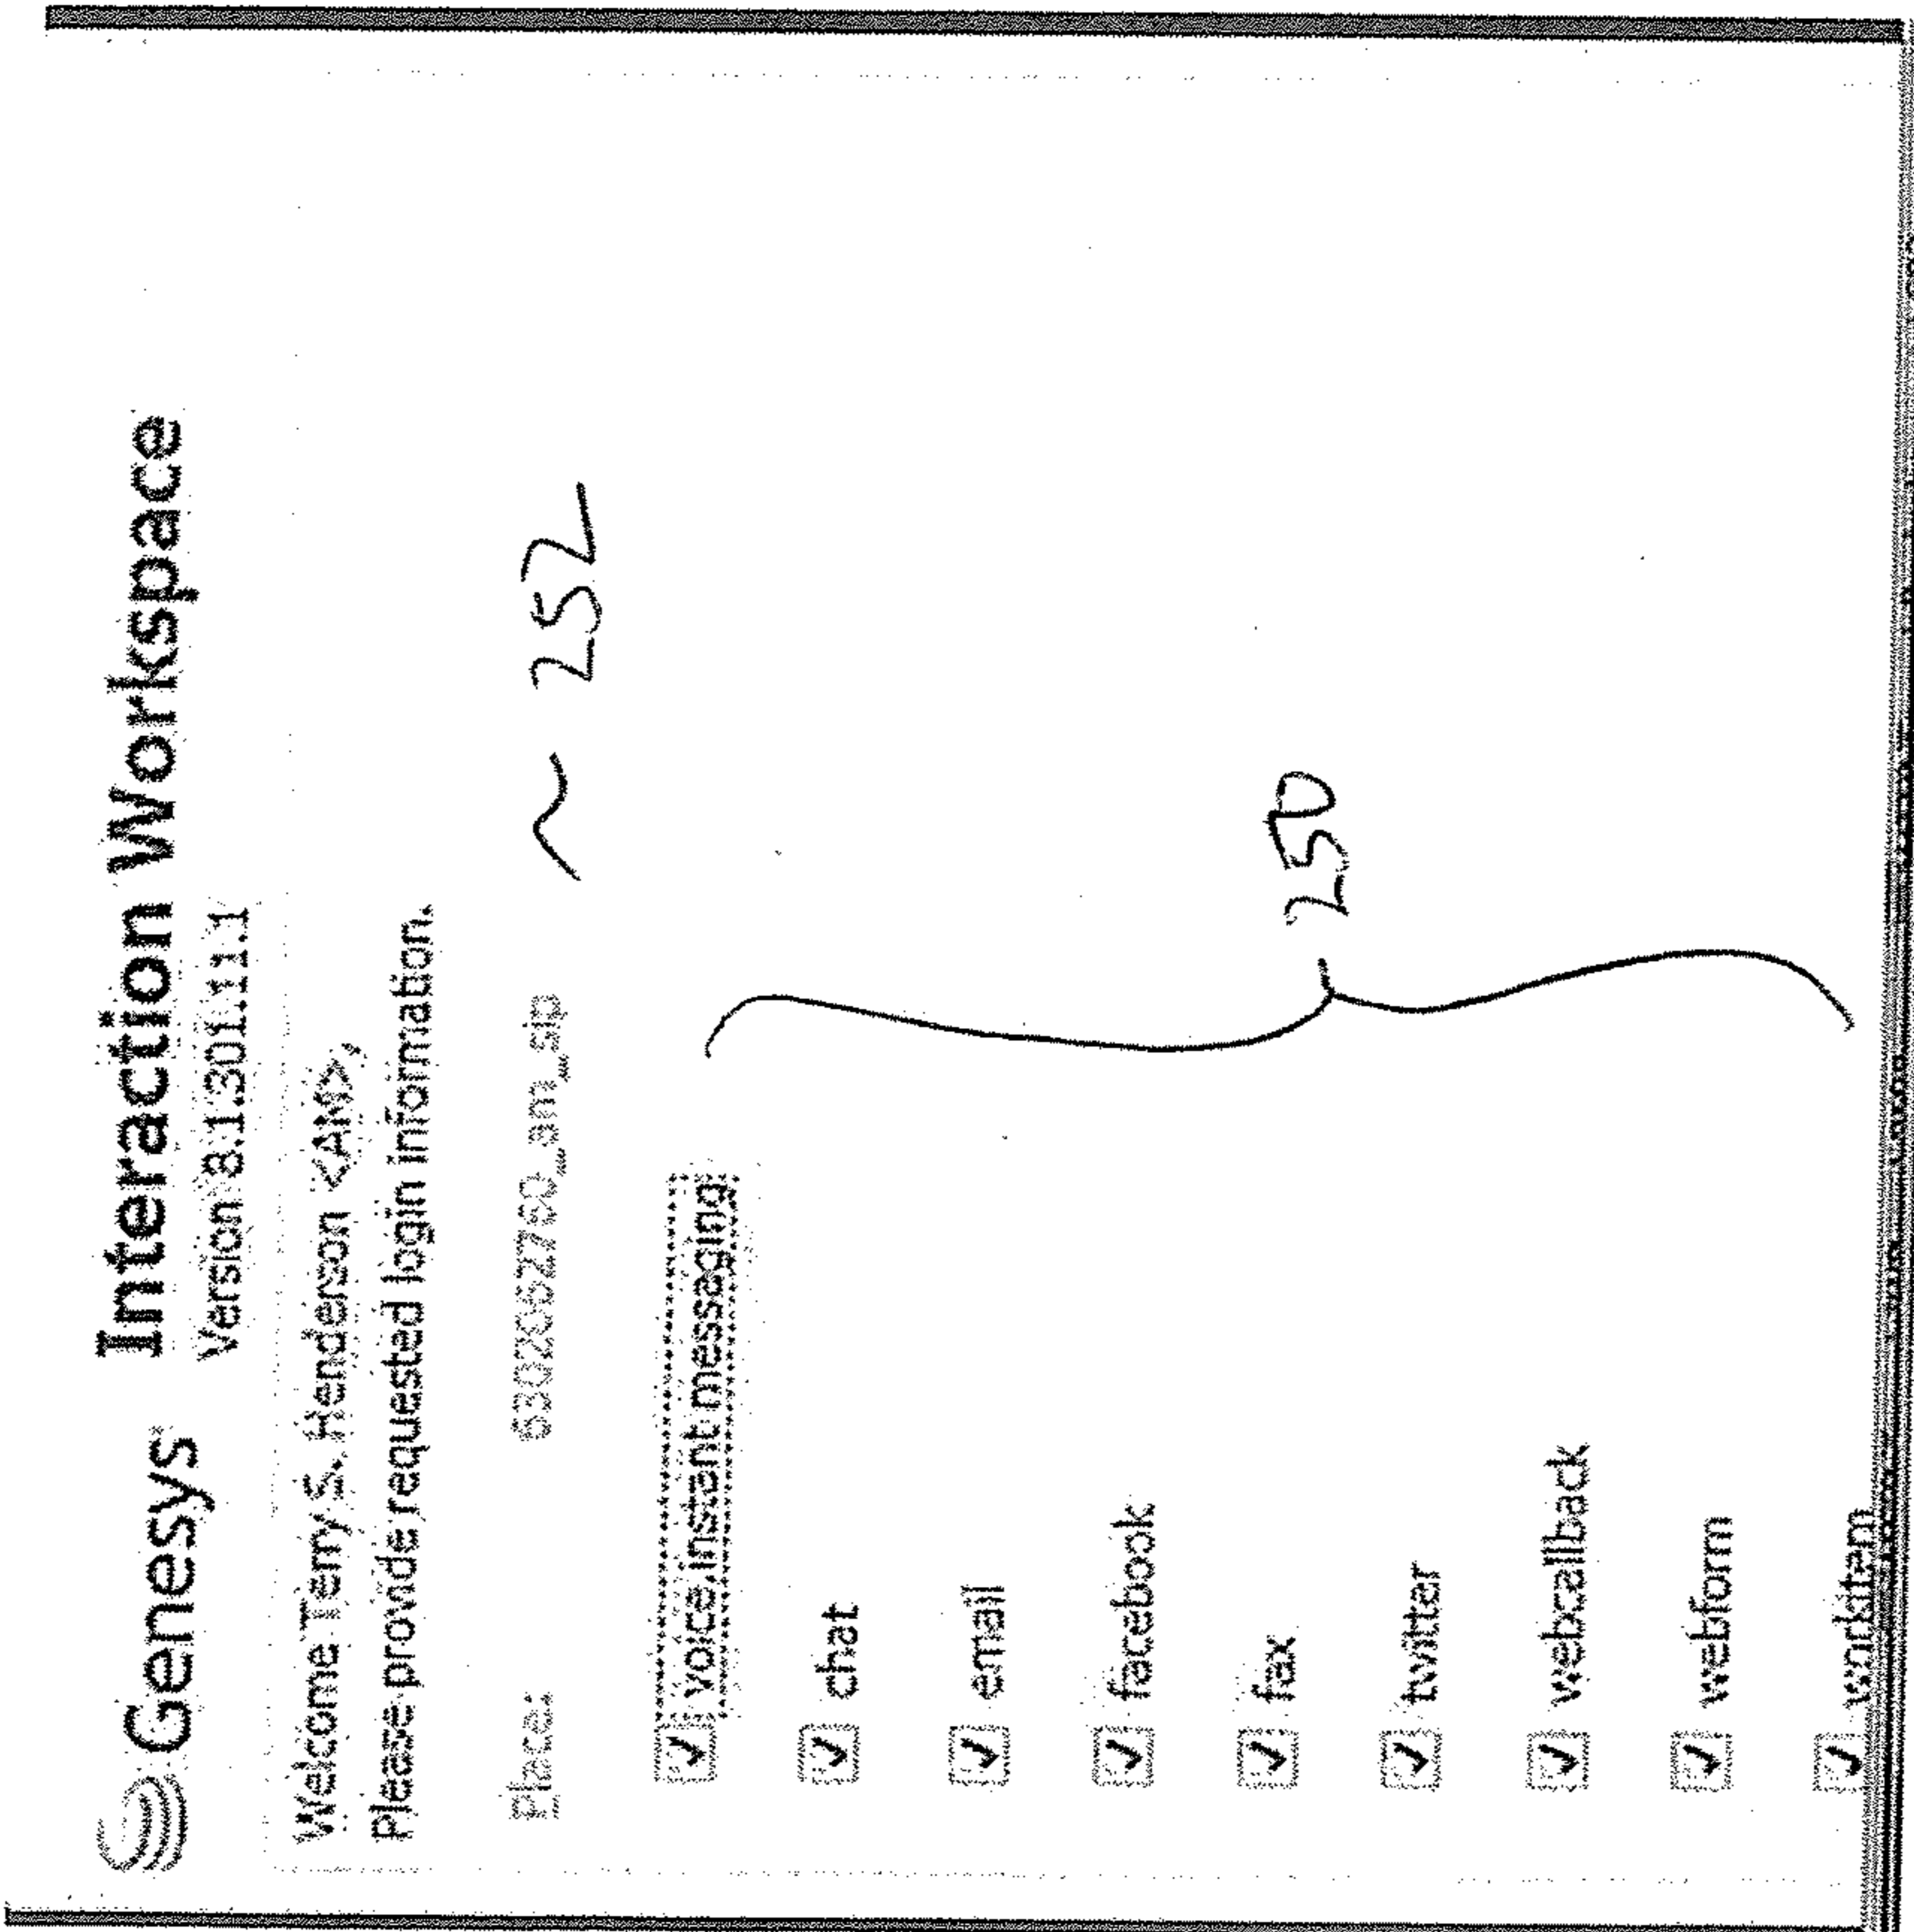 Genesys Interaction Workspace
Version 8.1.301.11.1
Welcome Terry S. Henderson <AM>,
Please provide requested login information.
Place: 6302062760_am_sip 252
voice,instant messaging
chat
email
facebook
250
fax
twitter
webcallback
webform
workitem